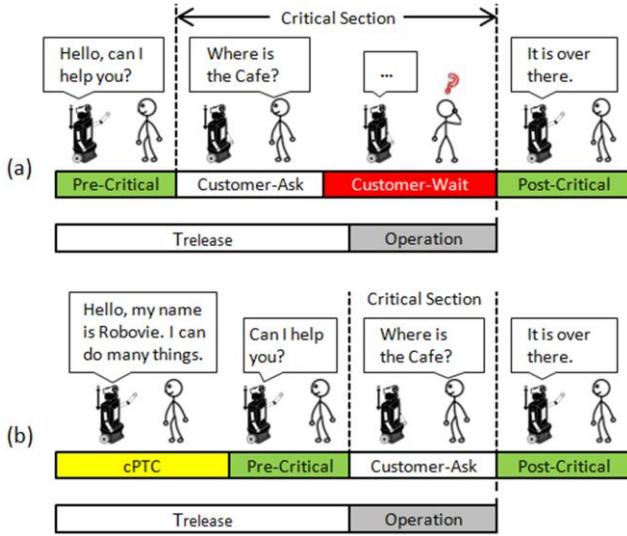 Critical Section
Hello, can I
help you?
Where is
the Cafe?
...
?
It is over
there.
(a)
Pre-Critical
Customer-Ask
Customer-Wait
Post-Critical
Trelease
Operation
Hello, my name
is Robovie. I can
do many things.
Can I help
you?
Critical Section
Where is
the Cafe?
It is over
there.
(b)
cPTC
Pre-Critical
Customer-Ask
Post-Critical
Trelease
Operation